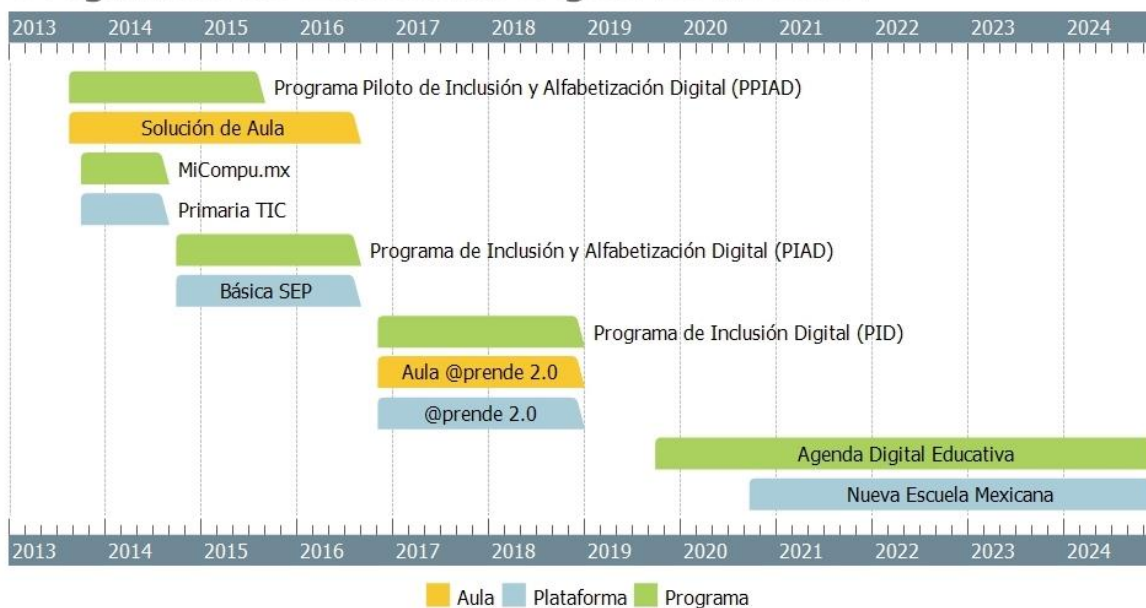 2013 2014 2015 2016 2017 2018 2019 2020 2021 2022 2023 2024
Programa Piloto de Inclusión y Alfabetización Digital (PPIAD)
Solución de Aula
MiCompu.mx
Primaria TIC
Programa de Inclusión y Alfabetización Digital (PIAD)
Básica SEP
Programa de Inclusión Digital (PID)
Aula @prende 2.0
@prende 2.0
Agenda Digital Educativa
Nueva Escuela Mexicana
2013 2014 2015 2016 2017 2018 2019 2020 2021 2022 2023 2024
Aula Plataforma Programa